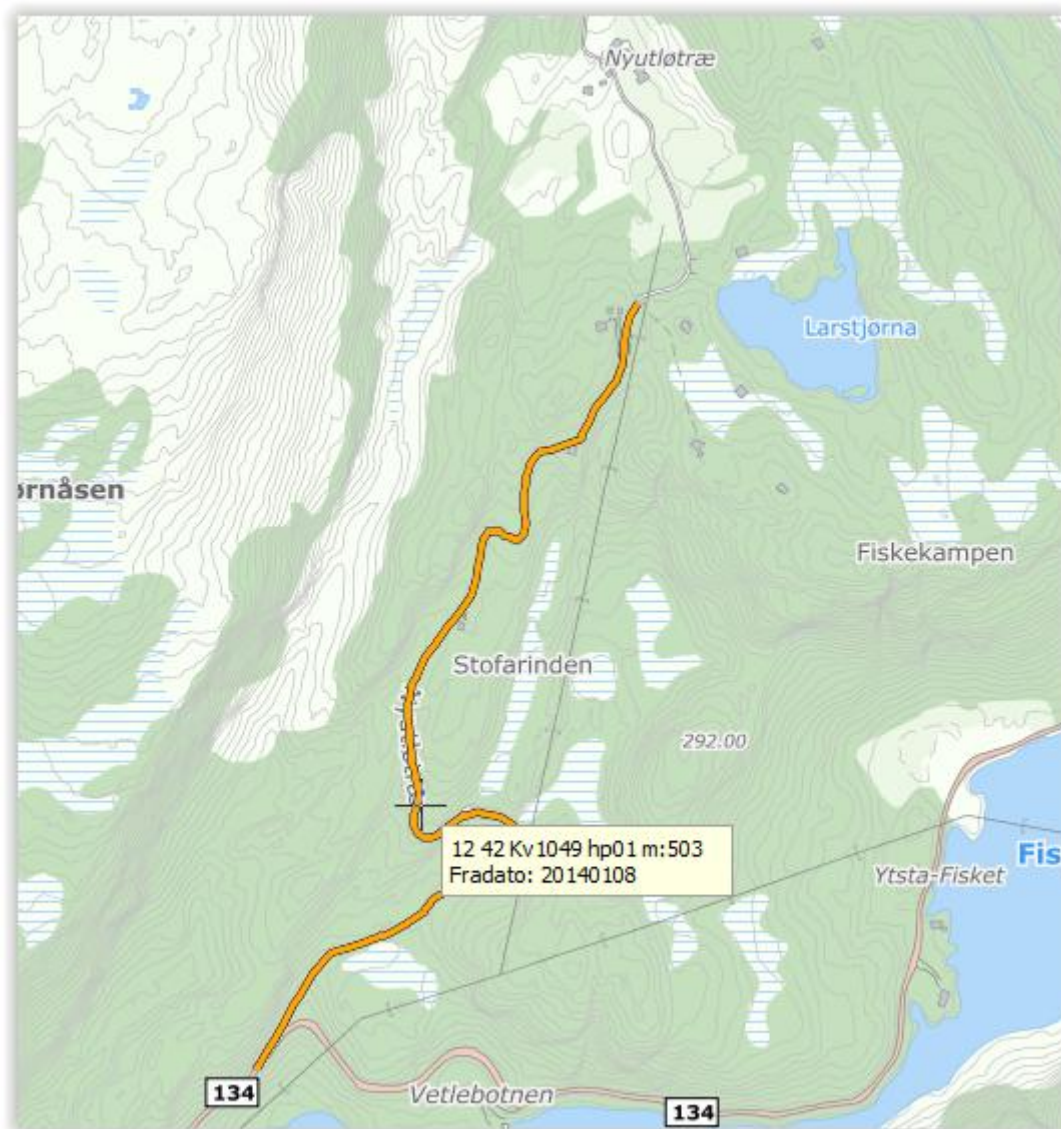 Nyutløtræ
Larstjørna
ørnåsen
Fiskekampen
Stofarinden
292.00
12 42 Kv1049 hp01 m:503
Fradato: 20140108
Fis
Ytsta-Fisket
134
Vetlebotnen
134